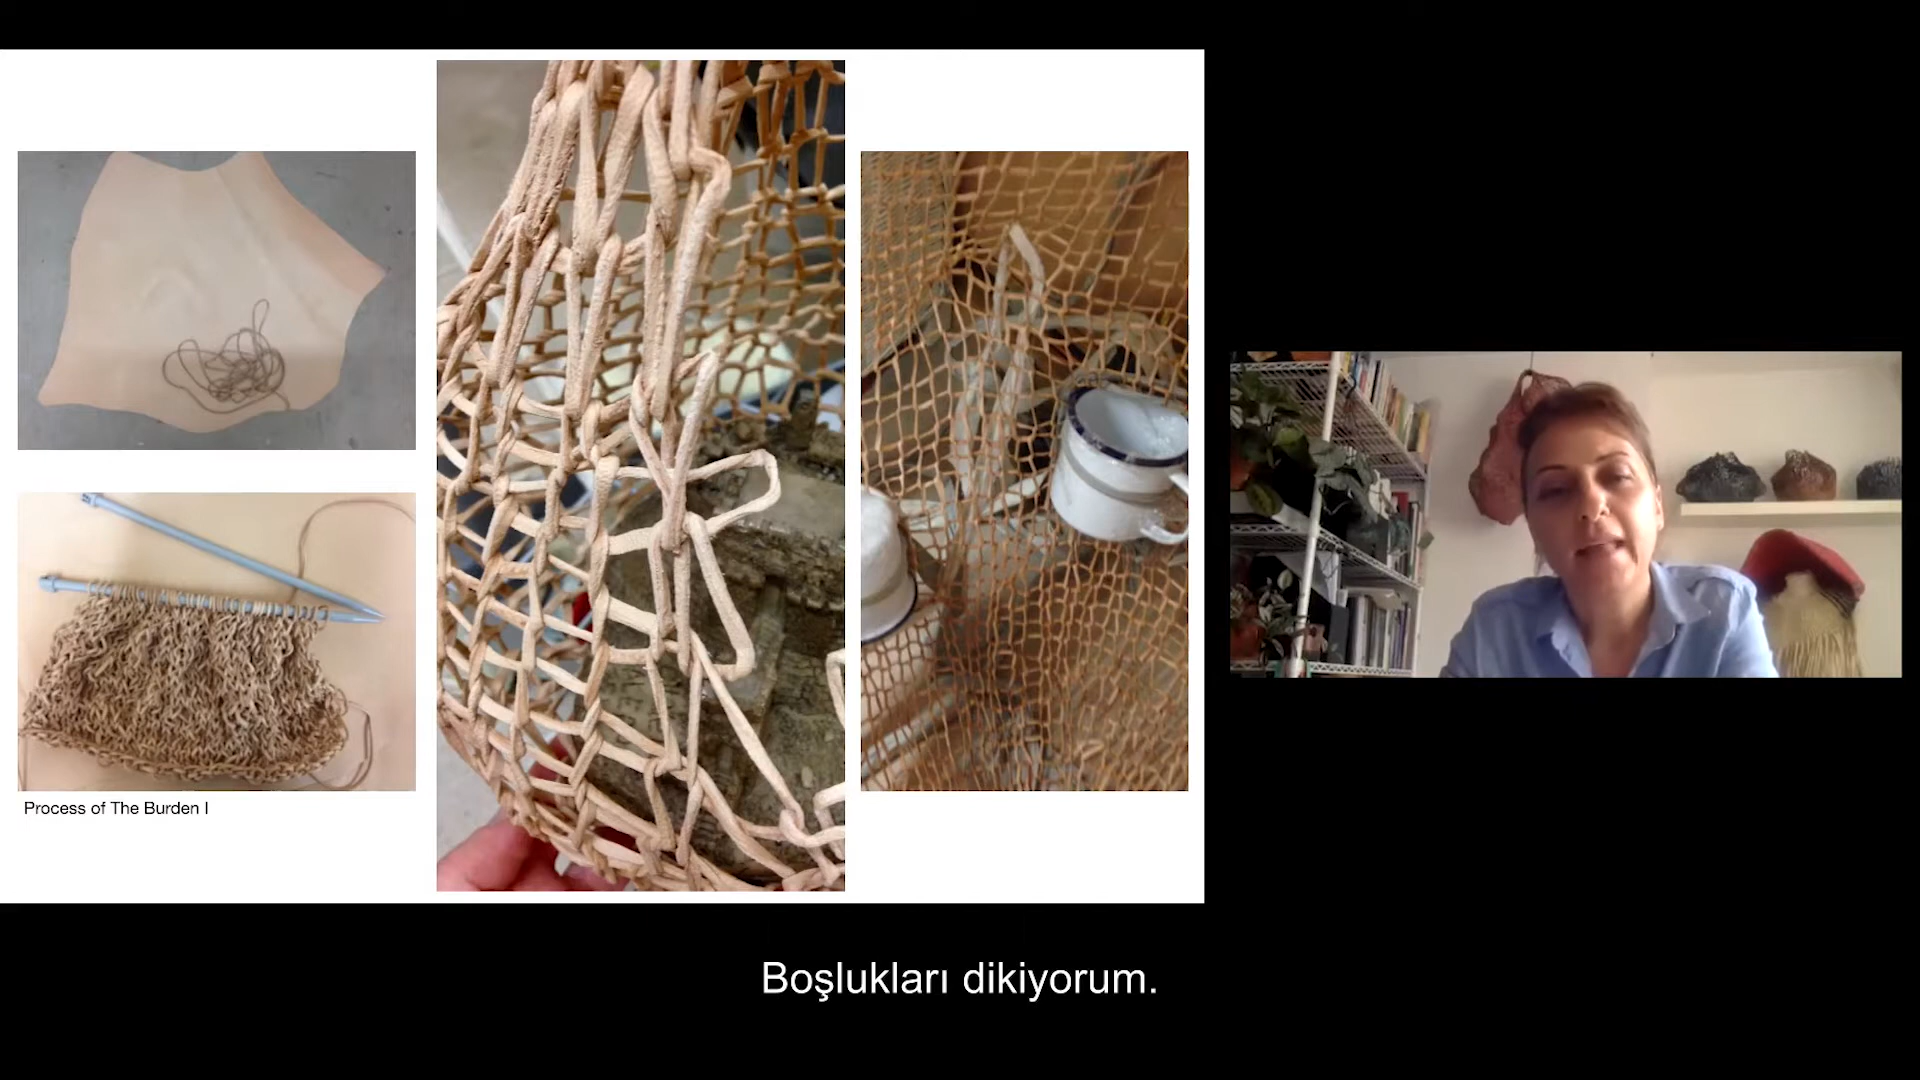 Process of The Burden I
Boşlukları dikiyorum.